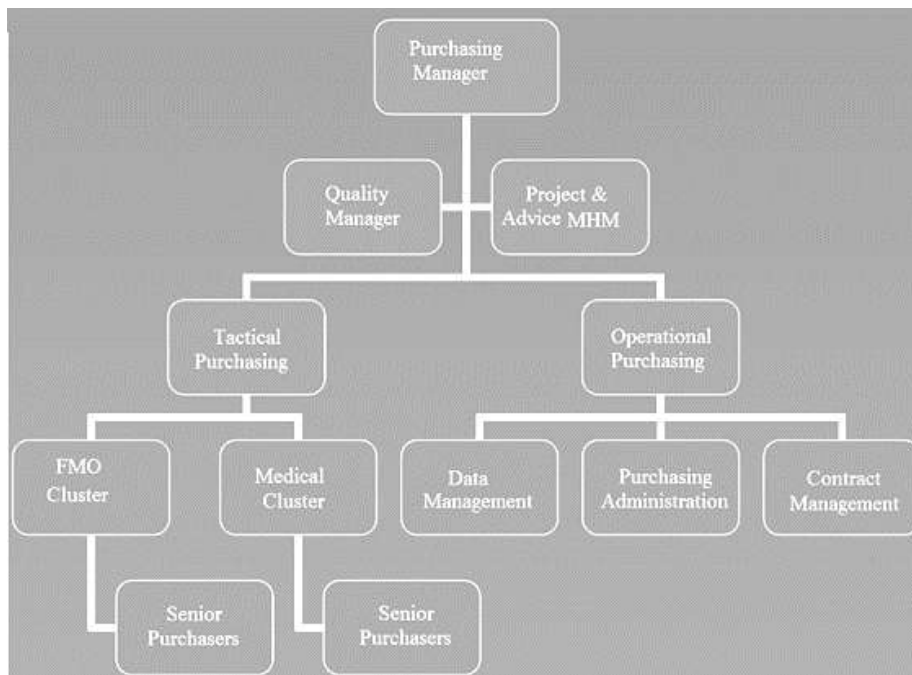 Purchasing
Manager
Quality
Manager
Project &
Advice MHM
Tactical
Purchasing
Operational
Purchasing
FMO
Cluster
Medical
Cluster
Data
Management
Purchasing
Administration
Contract
Management
Senior
Purchasers
Senior
Purchasers